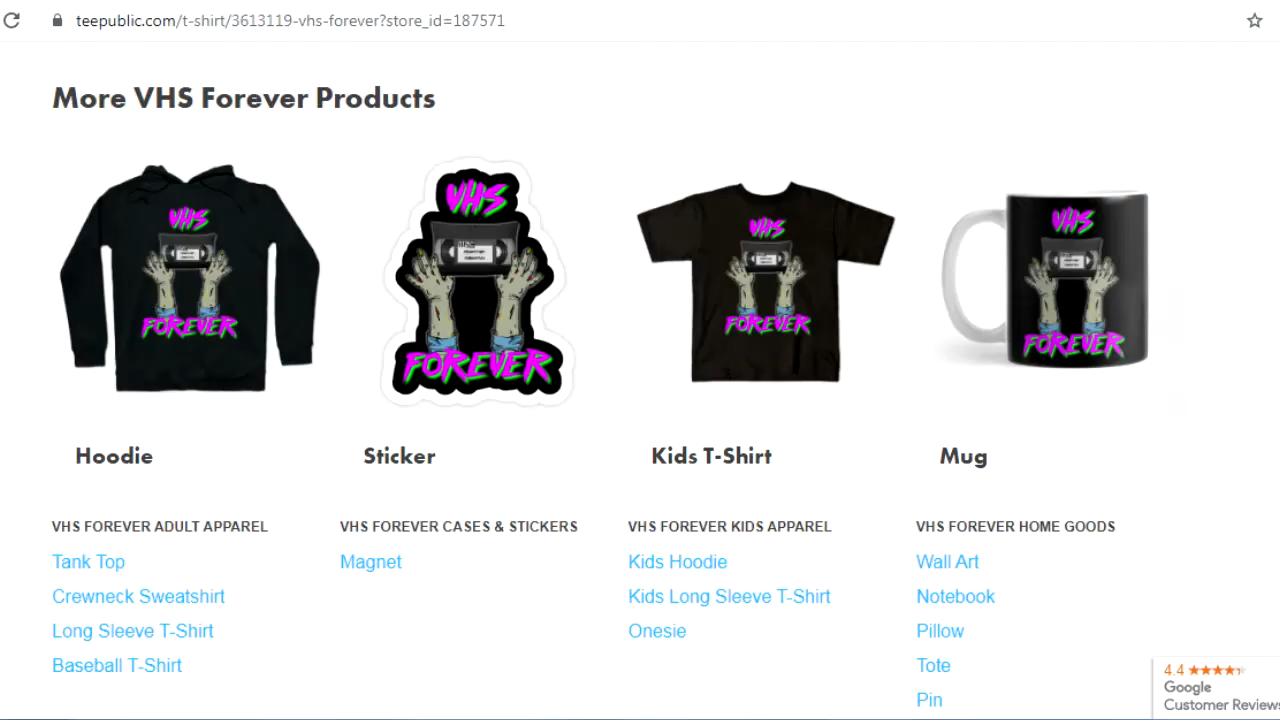 teepublic.com/t-shirt/3613119-vhs-forever?store_id=187571
More VHS Forever Products
VHS
FOREVER
VHS
FOREVER
VHS
FOREVER
VHS
FOREVER
Hoodie
Sticker
Kids T-Shirt
Mug
VHS FOREVER ADULT APPAREL
Tank Top
Crewneck Sweatshirt
Long Sleeve T-Shirt
Baseball T-Shirt
VHS FOREVER CASES & STICKERS
Magnet
VHS FOREVER KIDS APPAREL
Kids Hoodie
Kids Long Sleeve T-Shirt
Onesie
VHS FOREVER HOME GOODS
Wall Art
Notebook
Pillow
Tote
Pin
4.4
Google
Customer Reviews